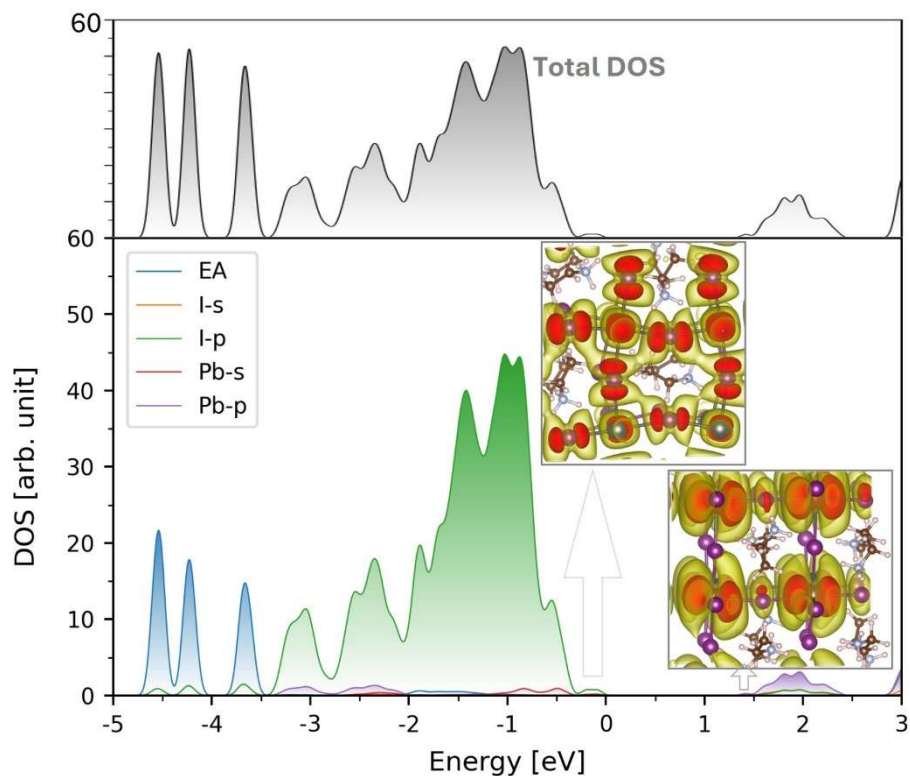 60
Total DOS
60
50
40
30
20
10
0
DOS [arb. unit]
EA
I-s
I-p
Pb-s
Pb-p
-5 -4 -3 -2 -1 0 1 2 3
Energy [eV]